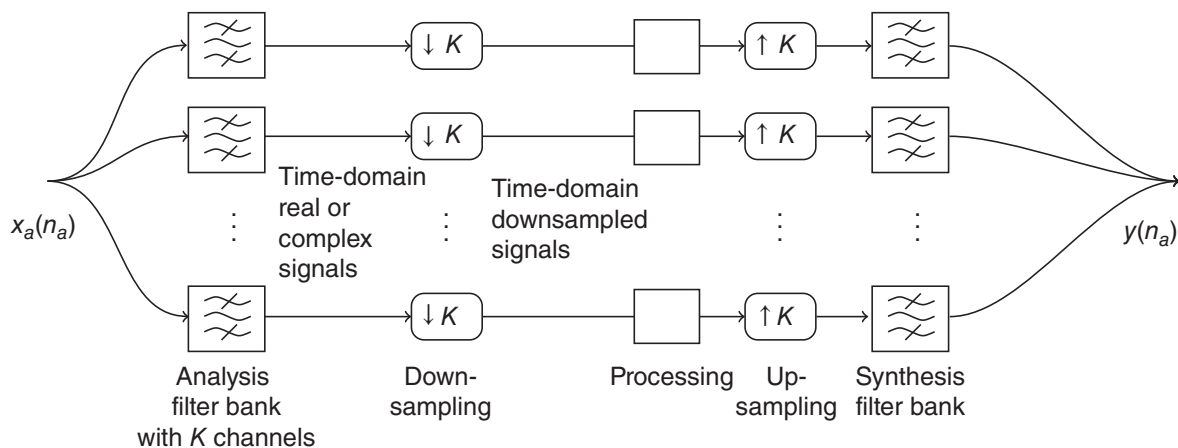 ↓ K
↑ K
↓ K
↑ K
x_a(n_a)
Time-domain
real or
complex
signals
Time-domain
downsampled
signals
y(n_a)
↓ K
↑ K
Analysis
filter bank
with K channels
Down-
sampling
Processing
Up-
sampling
Synthesis
filter bank